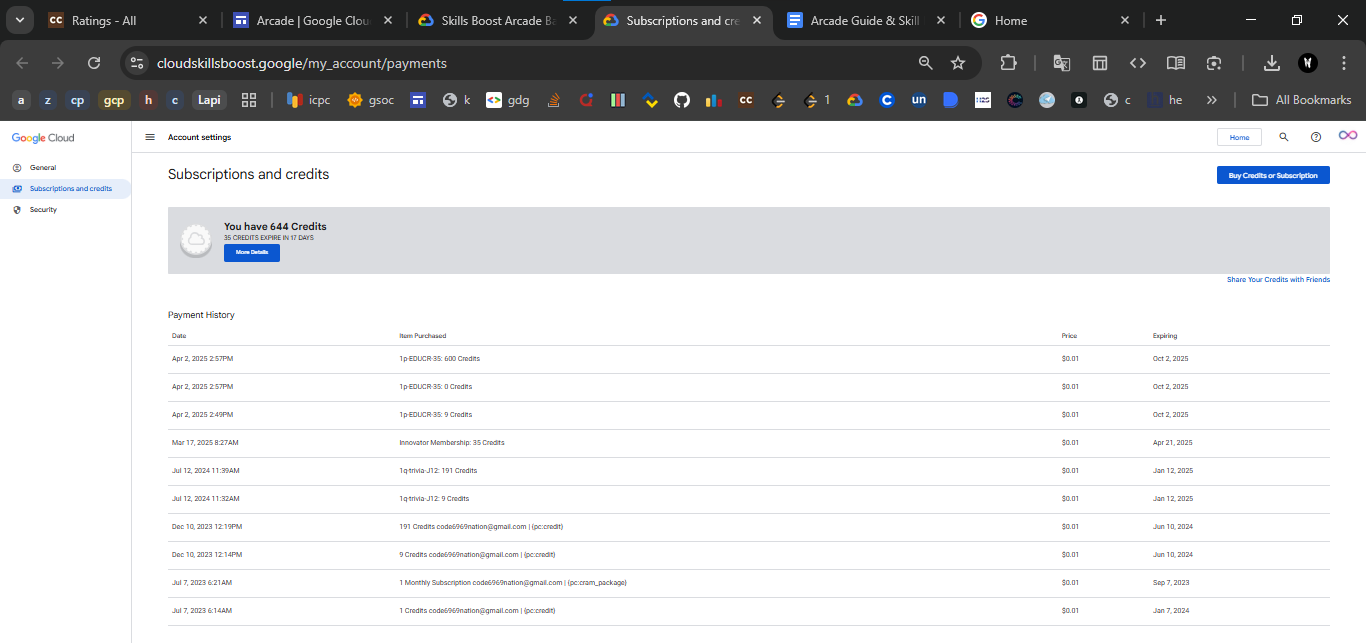 Ratings - All
Arcade | Google Clou
Skills Boost Arcade Ba
Subscriptions and cre
Arcade Guide & Skill
Home
cloudskillsboost.google/my_account/payments
a z cp gcp h c Lapi icpc gsoc k gdg CC 1 C un c he » All Bookmarks
Google Cloud
Account settings
Home
General
Subscriptions and credits
Security
Subscriptions and credits
Buy Credits or Subscription
You have 644 Credits
35 CREDITS EXPIRE IN 17 DAYS
More Details
Share Your Credits with Friends
Payment History
Date Item Purchased Price Expiring
Apr 2, 2025 2:57PM 1p-EDUCR-35: 600 Credits $0.01 Oct 2, 2025
Apr 2, 2025 2:57PM 1p-EDUCR-35: 0 Credits $0.01 Oct 2, 2025
Apr 2, 2025 2:49PM 1p-EDUCR-35: 9 Credits $0.01 Oct 2, 2025
Mar 17, 2025 8:27AM Innovator Membership: 35 Credits $0.01 Apr 21, 2025
Jul 12, 2024 11:39AM 1q-trivia-J12: 191 Credits $0.01 Jan 12, 2025
Jul 12, 2024 11:32AM 1q-trivia-J12: 9 Credits $0.01 Jan 12, 2025
Dec 10, 2023 12:19PM 191 Credits code6969nation@gmail.com | {pc:credit} $0.01 Jun 10, 2024
Dec 10, 2023 12:14PM 9 Credits code6969nation@gmail.com | {pc:credit} $0.01 Jun 10, 2024
Jul 7, 2023 6:21AM 1 Monthly Subscription code6969nation@gmail.com | {pc:cram_package} $0.01 Sep 7, 2023
Jul 7, 2023 6:14AM 1 Credits code6969nation@gmail.com | {pc:credit} $0.01 Jan 7, 2024